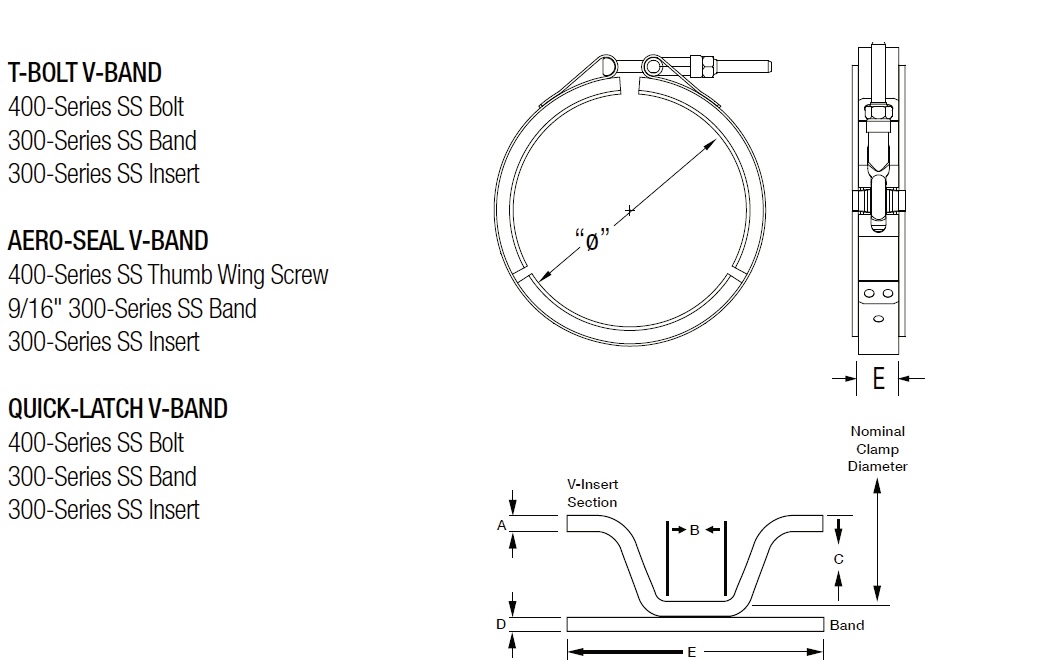 T-BOLT V-BAND
400-Series SS Bolt
300-Series SS Band
300-Series SS Insert
AERO-SEAL V-BAND
400-Series SS Thumb Wing Screw
9/16" 300-Series SS Band
300-Series SS Insert
QUICK-LATCH V-BAND
400-Series SS Bolt
300-Series SS Band
300-Series SS Insert
“ø”
E
Nominal
Clamp
Diameter
V-Insert
Section
A
B
C
D
Band
E